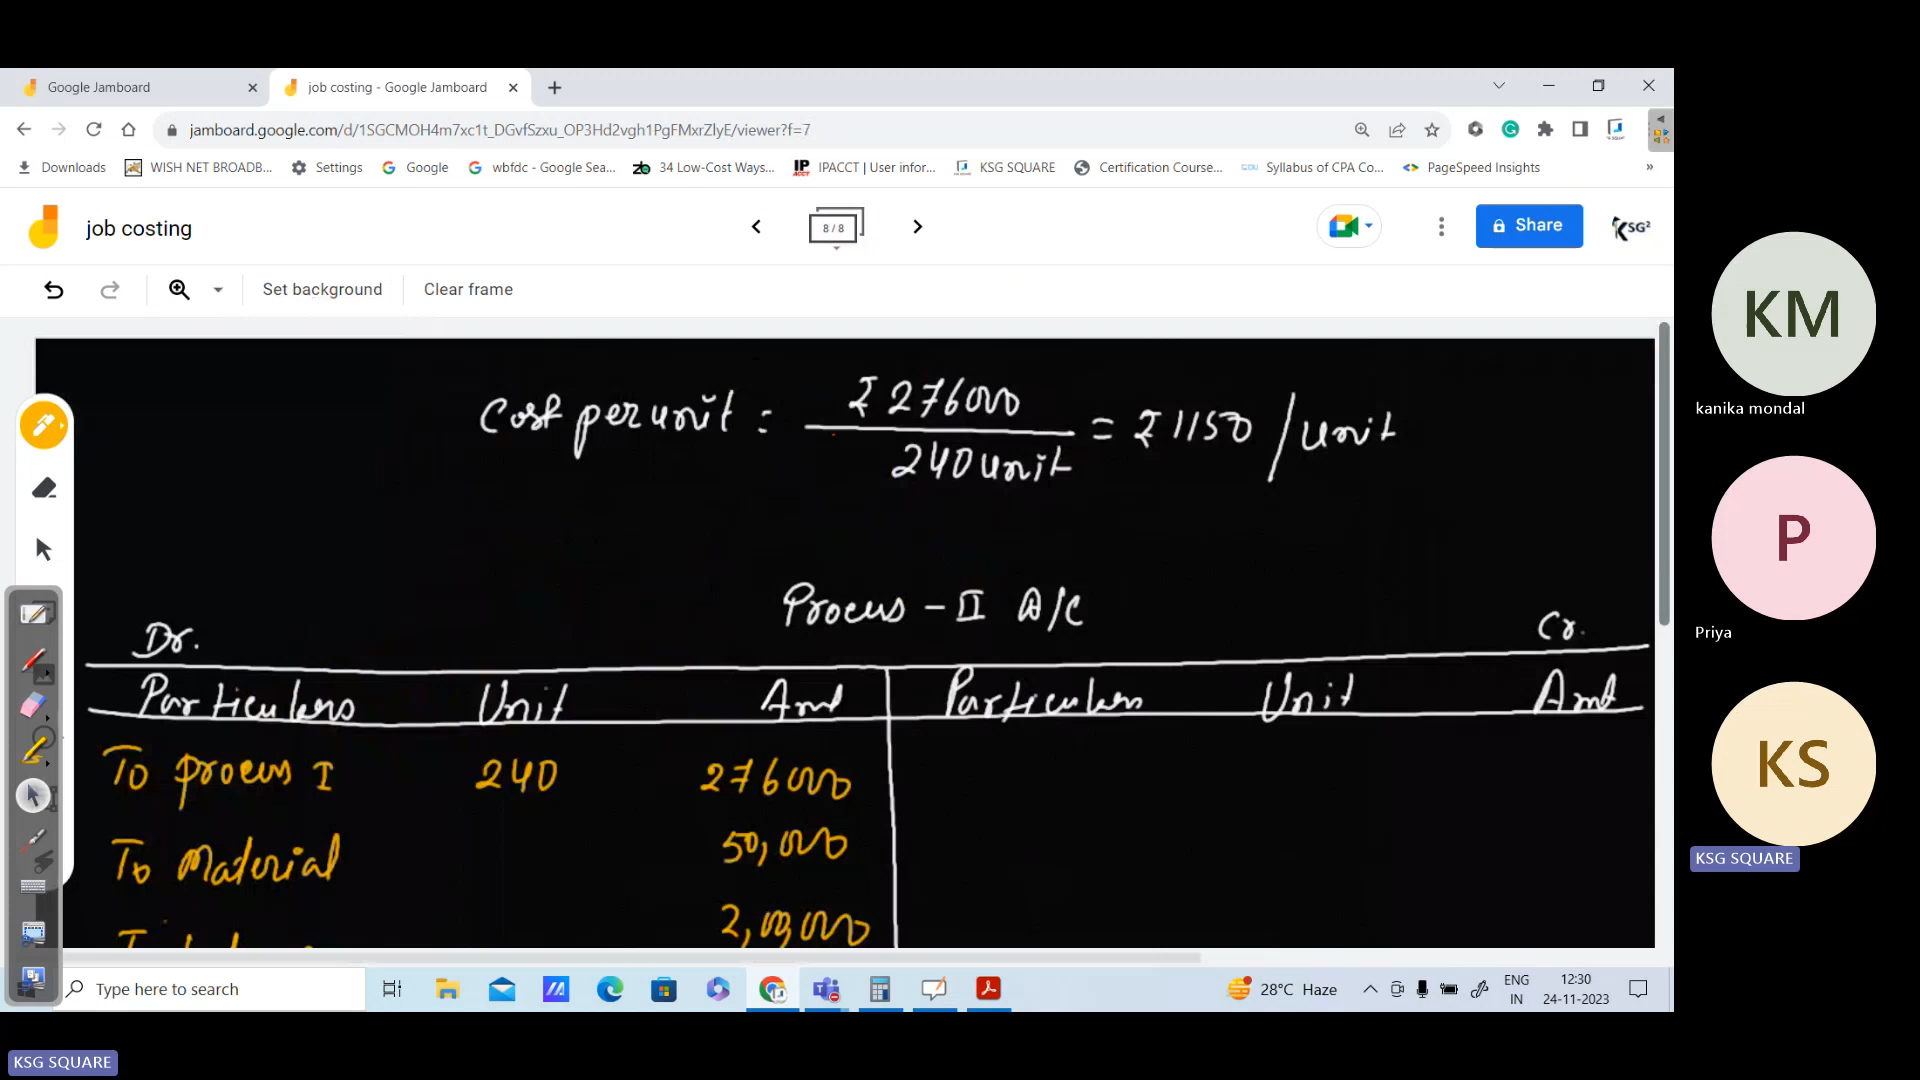 Google Jamboard
job costing - Google Jamboard
jamboard.google.com/d/1SGCMOH4m7xc1t_DGvfSzxu_OP3Hd2vgh1PgFMxrZlyE/viewer?f=7
Downloads WISH NET BROADB... Settings Google wbfdc - Google Sea... 34 Low-Cost Ways... IPACCT | User infor... KSG SQUARE Certification Course... Syllabus of CPA Co... PageSpeed Insights »
job costing
8 / 8
Share
KSG²
Set background Clear frame
Cost per unit = ₹ 276000 / 240 unit = ₹ 1150 / unit
Process - II A/C
Dr. Cr.
Particulars Unit Amt Particulars Unit Amt
To process I 240 276000
To Material 50,000
KM
kanika mondal
P
Priya
KS
KSG SQUARE
Type here to search
28°C Haze
ENG
IN
12:30
24-11-2023
KSG SQUARE